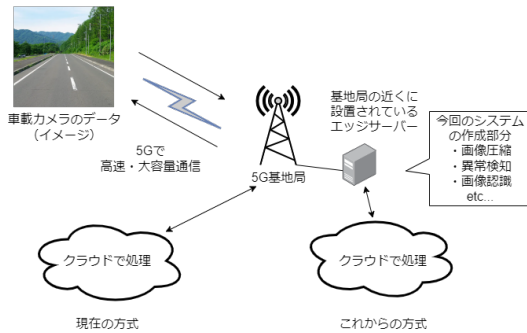 車載カメラのデータ
（イメージ）
5Gで
高速・大容量通信
5G基地局
基地局の近くに
設置されている
エッジサーバー
今回のシステム
の作成部分
・画像圧縮
・異常検知
・画像認識
etc...
クラウドで処理
クラウドで処理
現在の方式
これからの方式